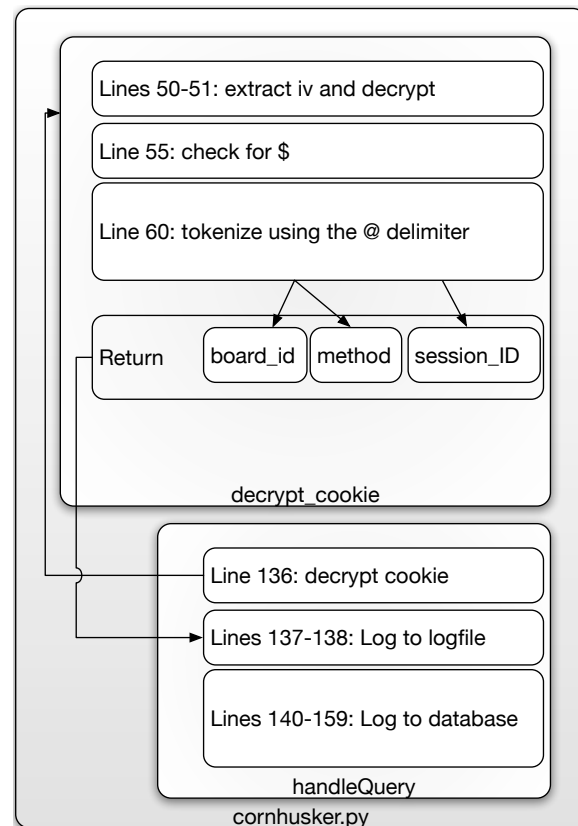 Lines 50-51: extract iv and decrypt
Line 55: check for $
Line 60: tokenize using the @ delimiter
Return
board_id
method
session_ID
decrypt_cookie
Line 136: decrypt cookie
Lines 137-138: Log to logfile
Lines 140-159: Log to database
handleQuery
cornhusker.py